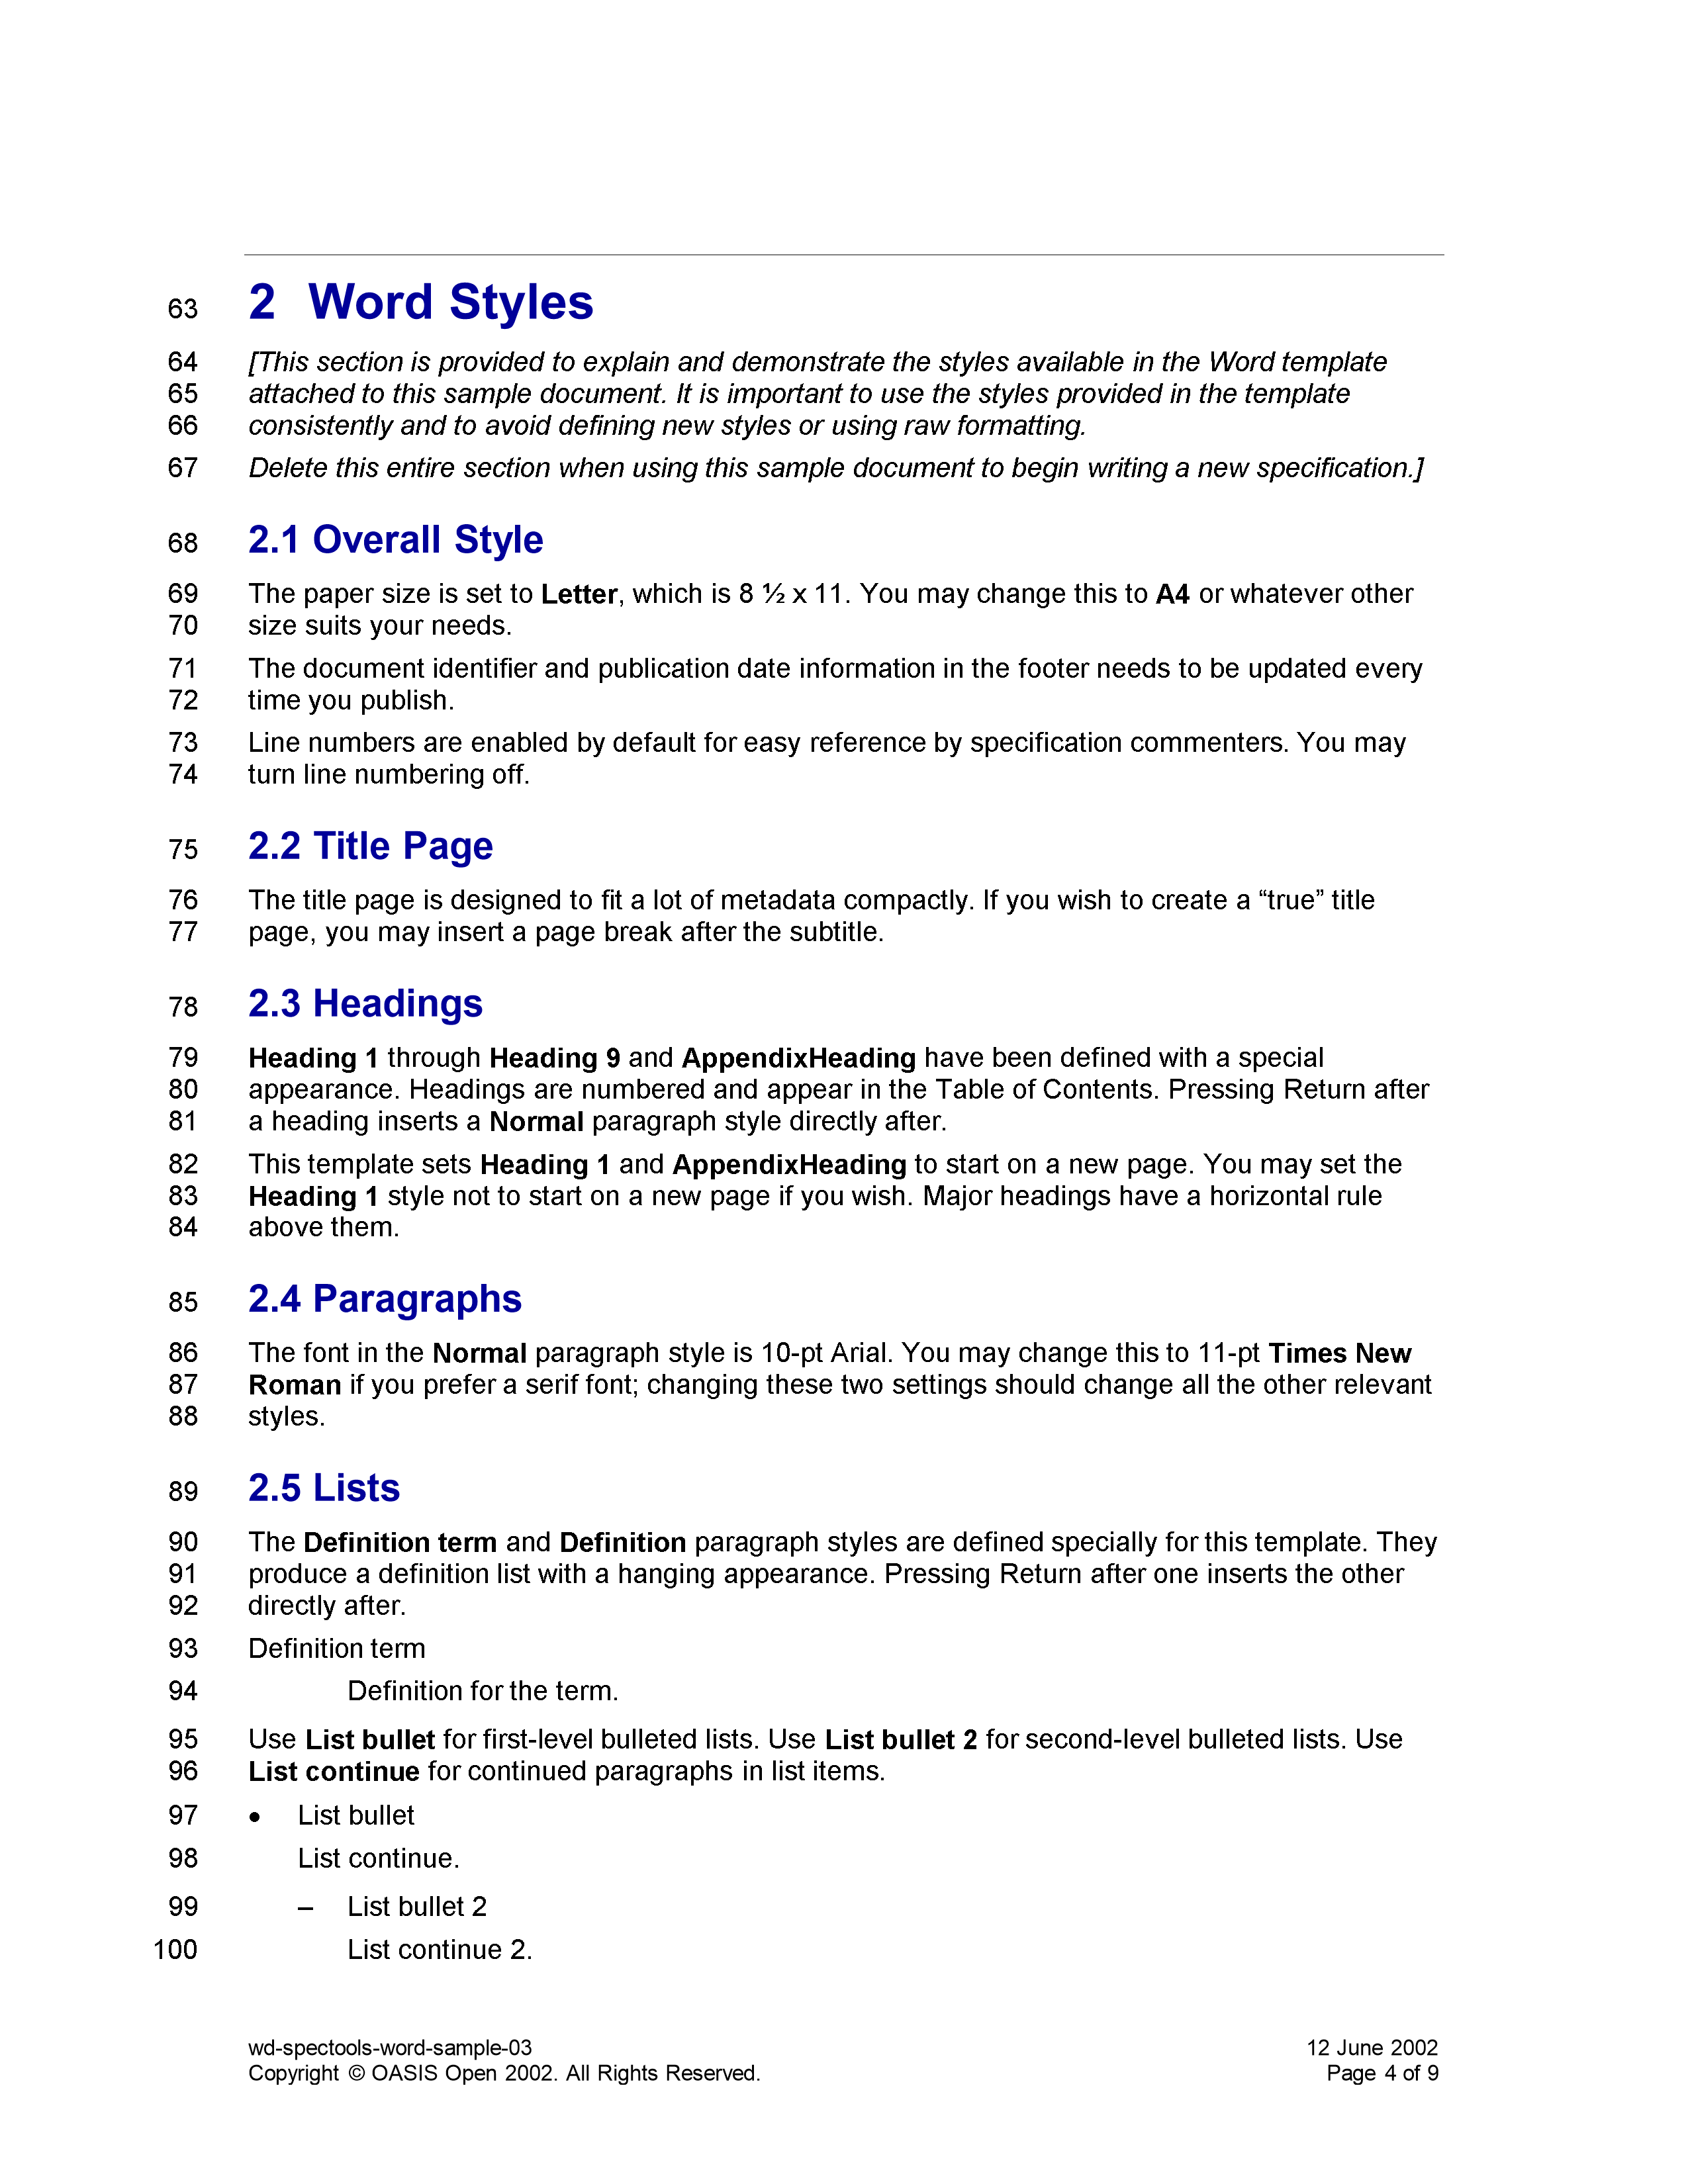 63 2 Word Styles
64 [This section is provided to explain and demonstrate the styles available in the Word template
65 attached to this sample document. It is important to use the styles provided in the template
66 consistently and to avoid defining new styles or using raw formatting.
67 Delete this entire section when using this sample document to begin writing a new specification.]
68 2.1 Overall Style
69 The paper size is set to Letter, which is 8 ½ x 11. You may change this to A4 or whatever other
70 size suits your needs.
71 The document identifier and publication date information in the footer needs to be updated every
72 time you publish.
73 Line numbers are enabled by default for easy reference by specification commenters. You may
74 turn line numbering off.
75 2.2 Title Page
76 The title page is designed to fit a lot of metadata compactly. If you wish to create a “true” title
77 page, you may insert a page break after the subtitle.
78 2.3 Headings
79 Heading 1 through Heading 9 and AppendixHeading have been defined with a special
80 appearance. Headings are numbered and appear in the Table of Contents. Pressing Return after
81 a heading inserts a Normal paragraph style directly after.
82 This template sets Heading 1 and AppendixHeading to start on a new page. You may set the
83 Heading 1 style not to start on a new page if you wish. Major headings have a horizontal rule
84 above them.
85 2.4 Paragraphs
86 The font in the Normal paragraph style is 10-pt Arial. You may change this to 11-pt Times New
87 Roman if you prefer a serif font; changing these two settings should change all the other relevant
88 styles.
89 2.5 Lists
90 The Definition term and Definition paragraph styles are defined specially for this template. They
91 produce a definition list with a hanging appearance. Pressing Return after one inserts the other
92 directly after.
93 Definition term
94 Definition for the term.
95 Use List bullet for first-level bulleted lists. Use List bullet 2 for second-level bulleted lists. Use
96 List continue for continued paragraphs in list items.
97 • List bullet
98 List continue.
99 – List bullet 2
100 List continue 2.
wd-spectools-word-sample-03 12 June 2002
Copyright © OASIS Open 2002. All Rights Reserved. Page 4 of 9